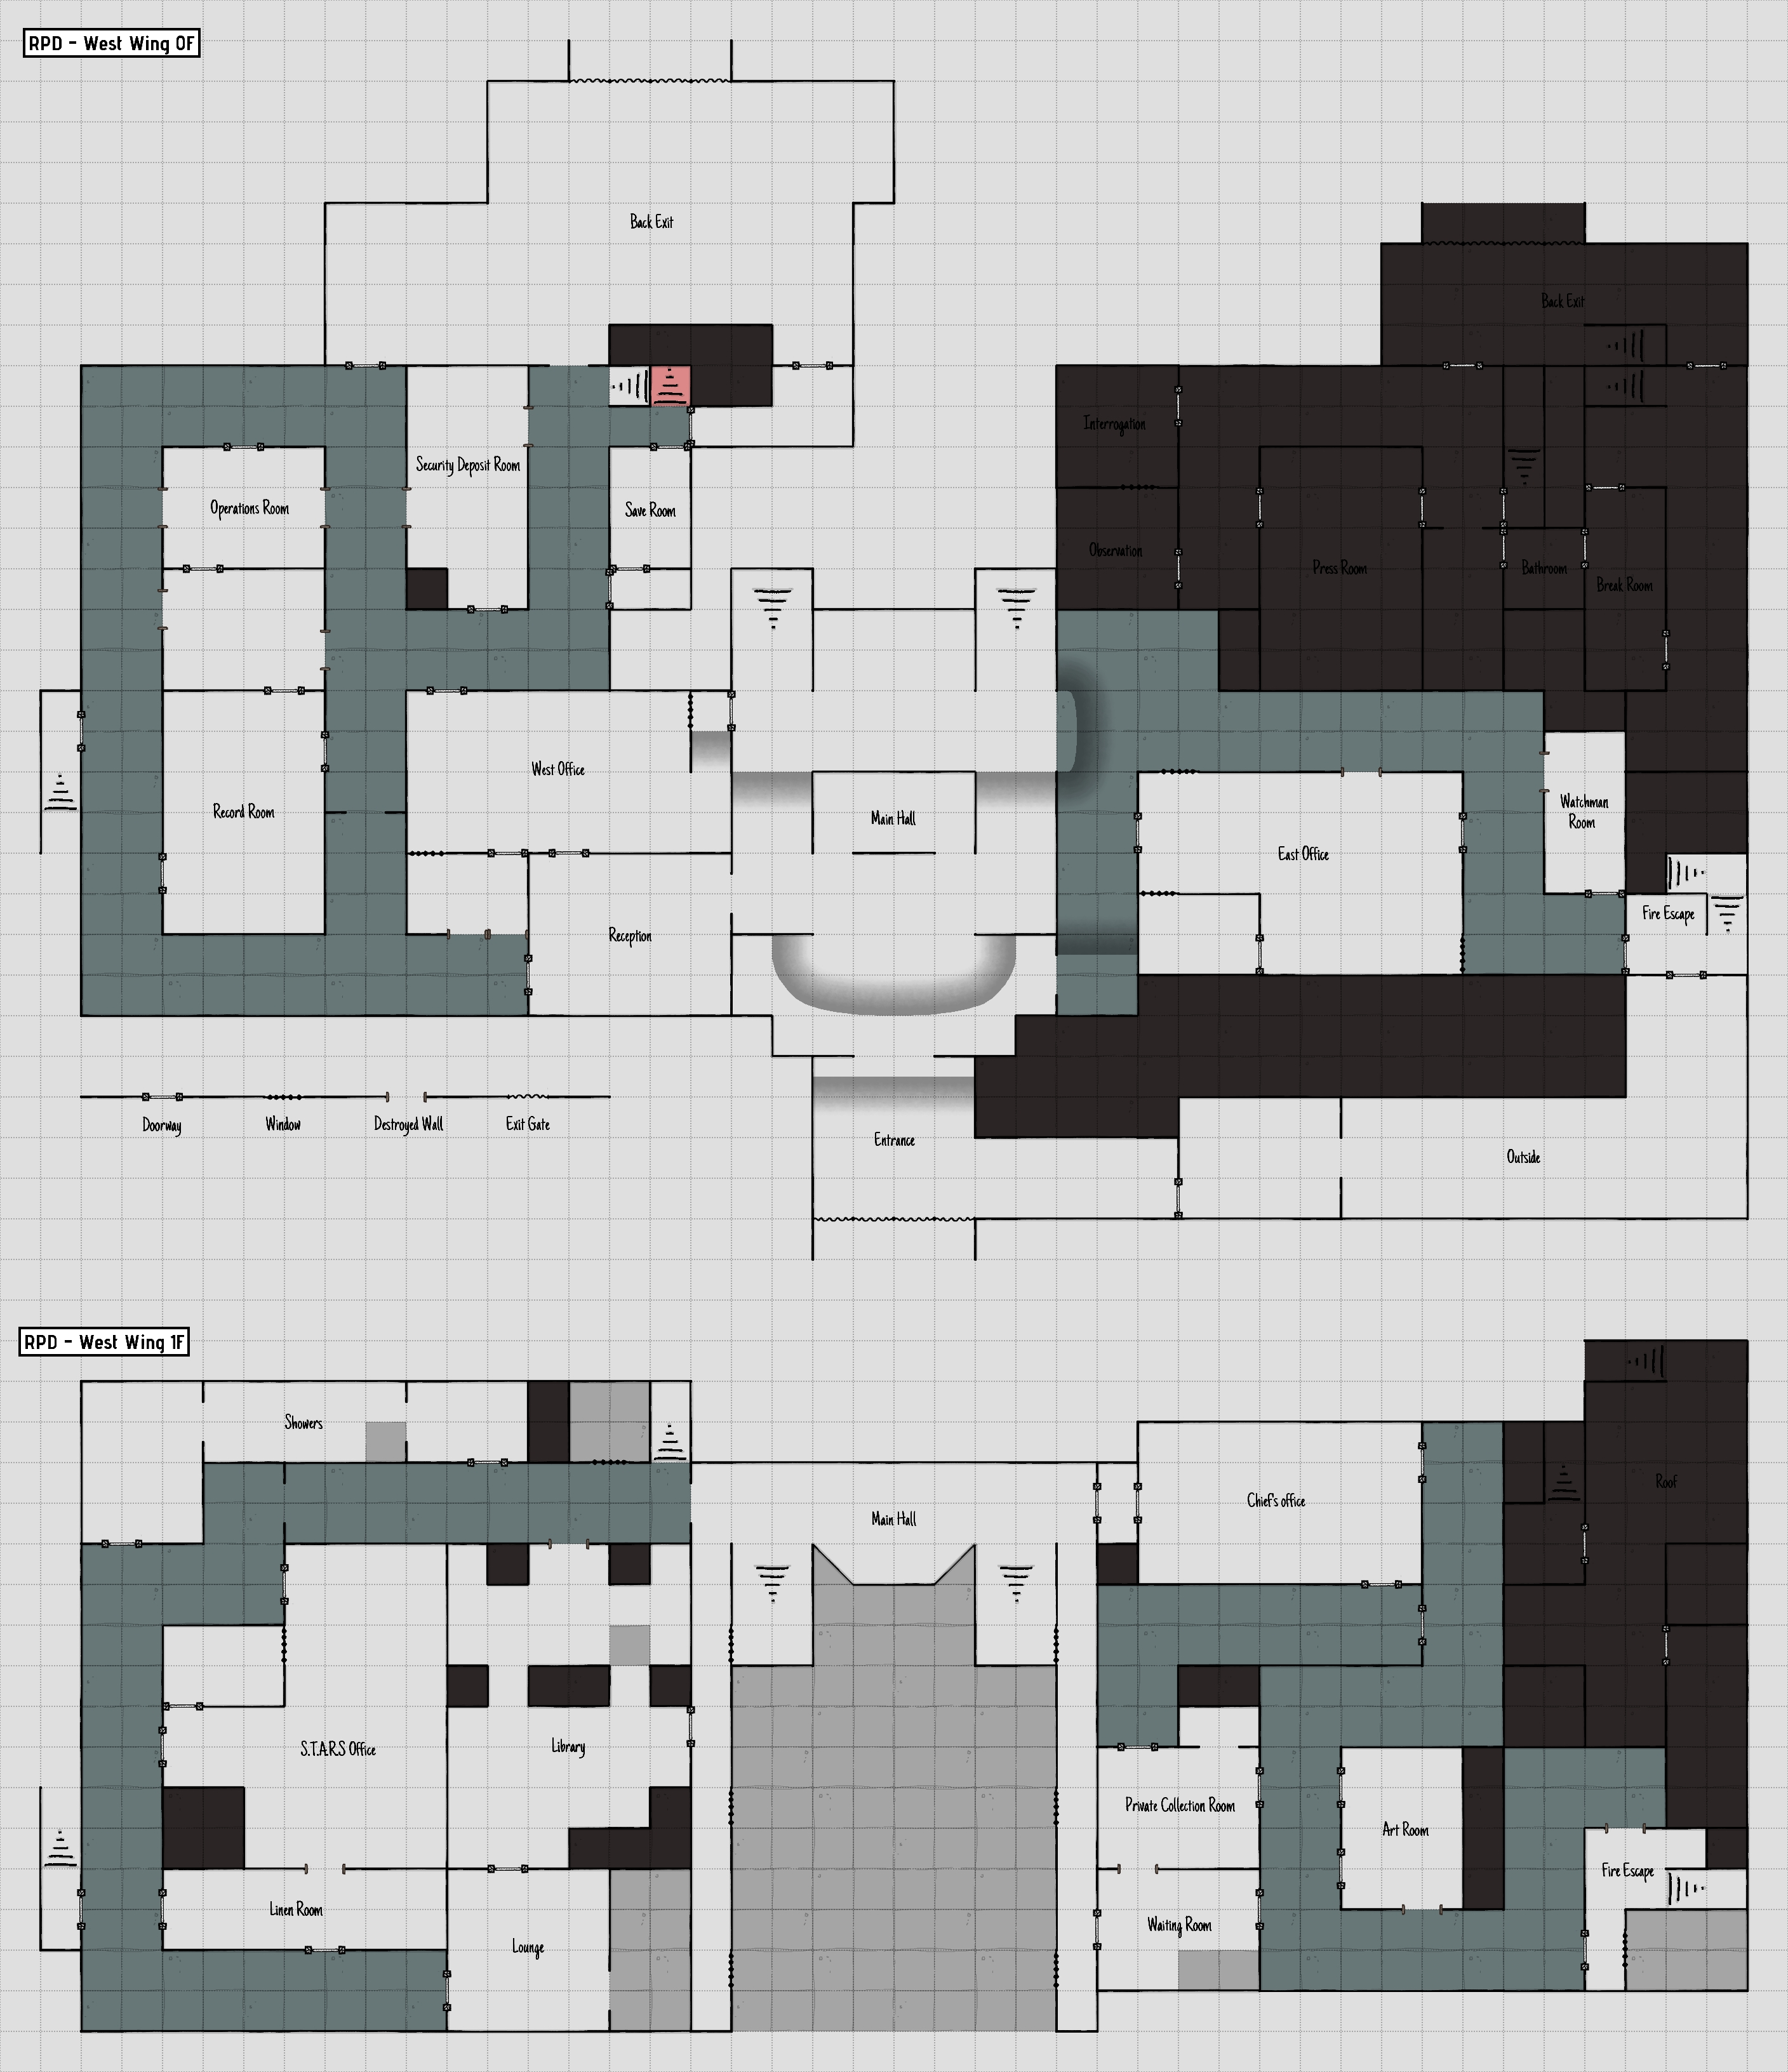 RPD - West Wing 0F
Back Exit
Back Exit
Interrogation
Security Deposit Room
Operations Room
Save Room
Observation
Press Room
Bathroom
Break Room
West Office
Record Room
Main Hall
Watchman
Room
East Office
Fire Escape
Reception
Doorway
Window
Destroyed Wall
Exit Gate
Entrance
Outside
RPD - West Wing 1F
Showers
Roof
Chief's office
Main Hall
S.T.A.R.S Office
Library
Private Collection Room
Art Room
Fire Escape
Linen Room
Waiting Room
Lounge